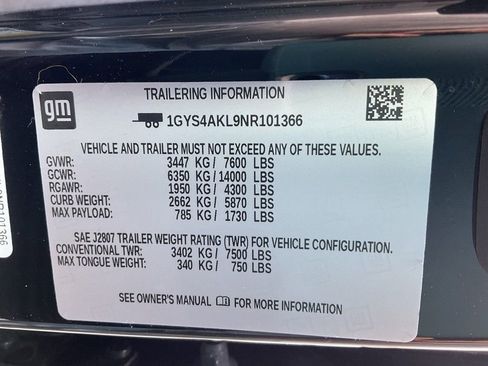 gm
TRAILERING INFORMATION
1GYS4AKL9NR101366
VEHICLE AND TRAILER MUST NOT EXCEED ANY OF THESE VALUES.
GVWR: 3447 KG / 7600 LBS
GCWR: 6350 KG / 14000 LBS
RGAWR: 1950 KG / 4300 LBS
CURB WEIGHT: 2662 KG / 5870 LBS
MAX PAYLOAD: 785 KG / 1730 LBS
SAE J2807 TRAILER WEIGHT RATING (TWR) FOR VEHICLE CONFIGURATION.
CONVENTIONAL TWR: 3402 KG / 7500 LBS
MAX TONGUE WEIGHT: 340 KG / 750 LBS
SEE OWNER'S MANUAL FOR MORE INFORMATION